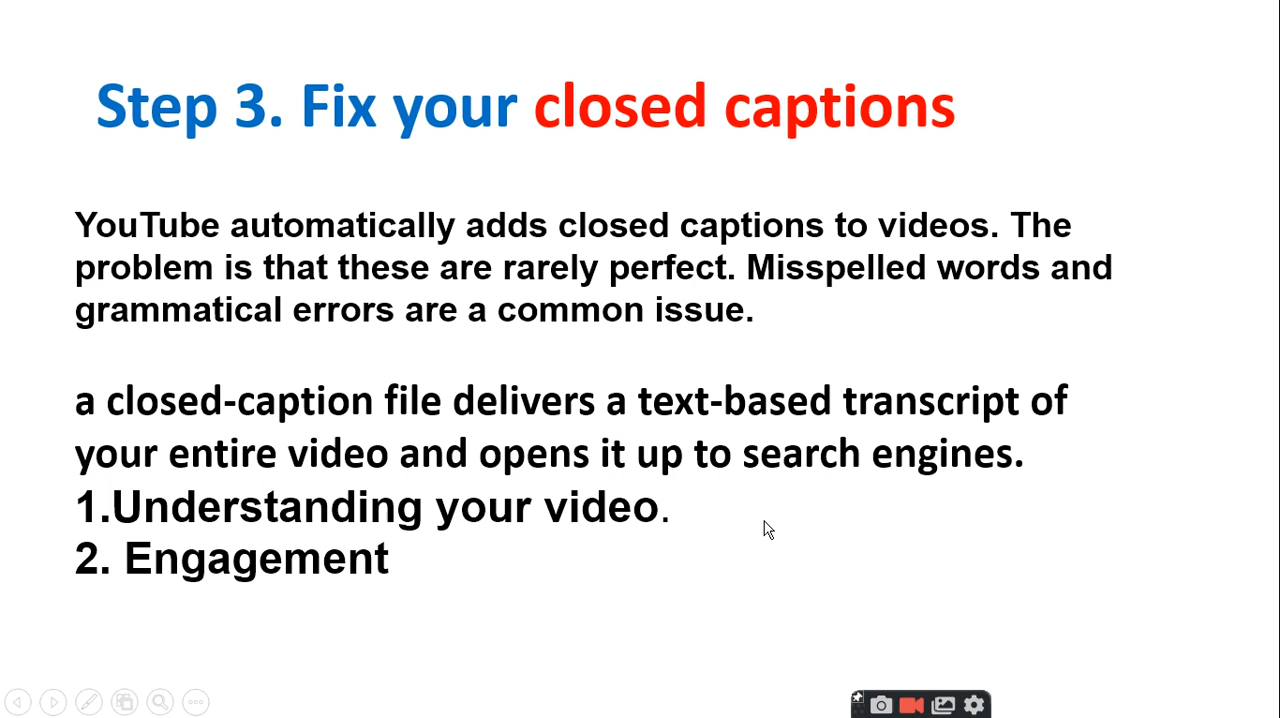 Step 3. Fix your closed captions
YouTube automatically adds closed captions to videos. The
problem is that these are rarely perfect. Misspelled words and
grammatical errors are a common issue.
a closed-caption file delivers a text-based transcript of
your entire video and opens it up to search engines.
1.Understanding your video.
2. Engagement